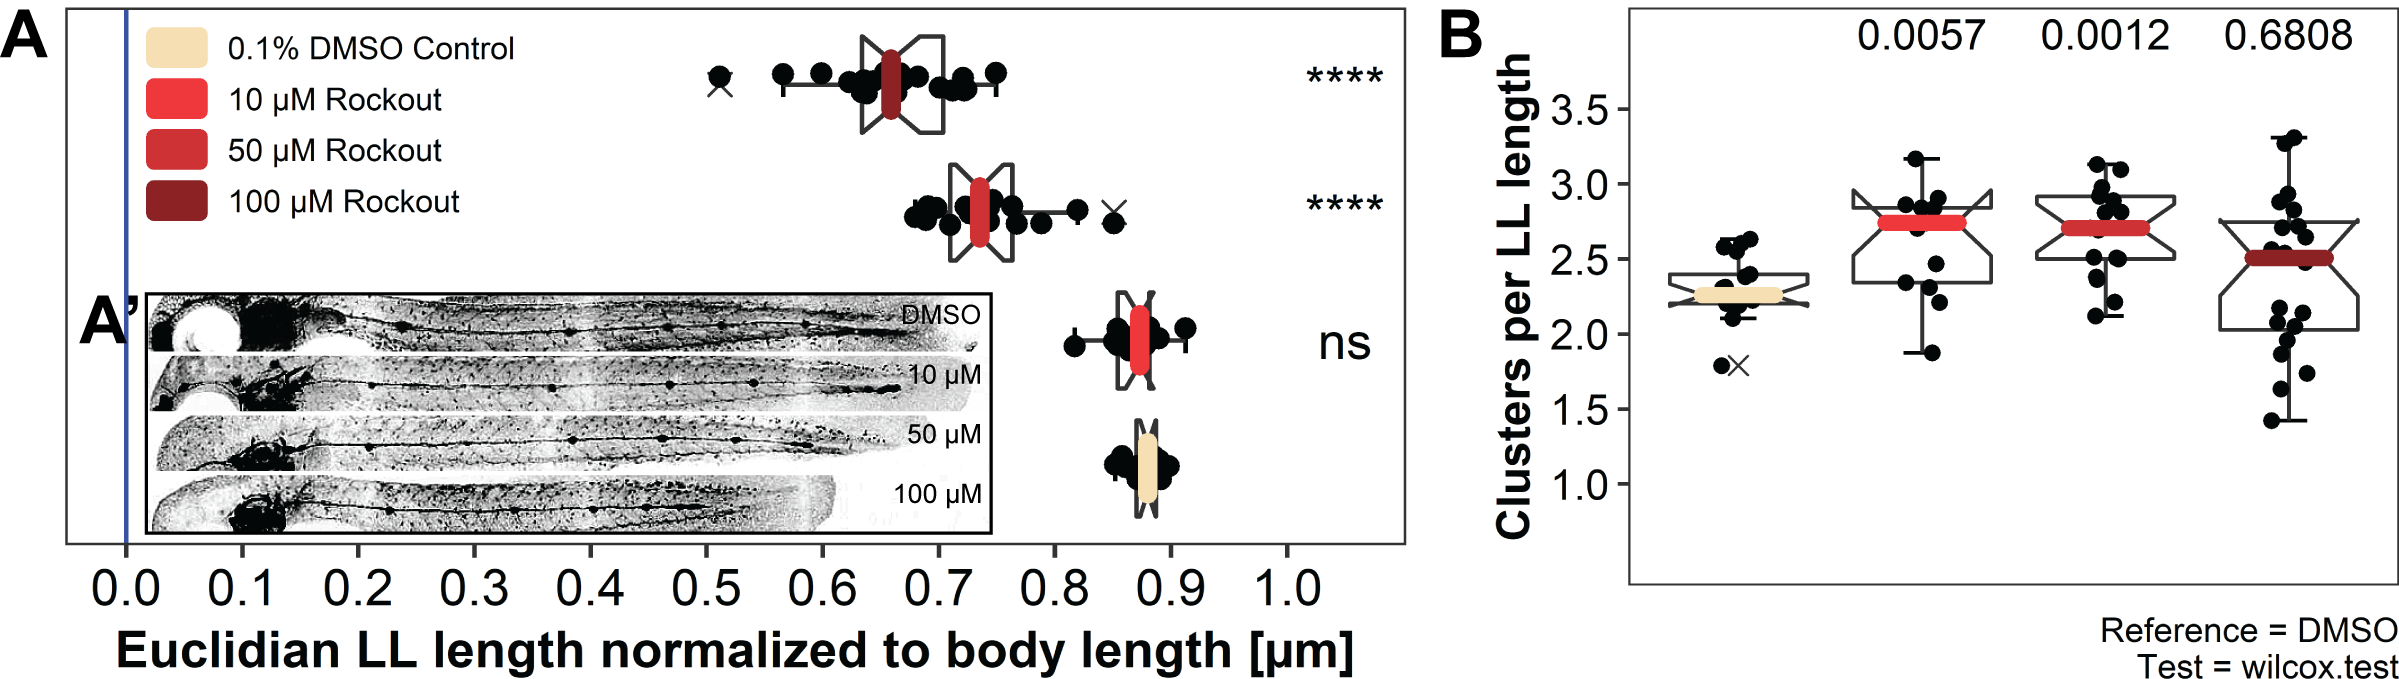 A
0.1% DMSO Control
10 µM Rockout
50 µM Rockout
100 µM Rockout
****
****
ns
A’
DMSO
10 µM
50 µM
100 µM
0.0 0.1 0.2 0.3 0.4 0.5 0.6 0.7 0.8 0.9 1.0
Euclidian LL length normalized to body length [µm]
B
0.0057 0.0012 0.6808
Clusters per LL length
3.5
3.0
2.5
2.0
1.5
1.0
Reference = DMSO
Test = wilcox.test